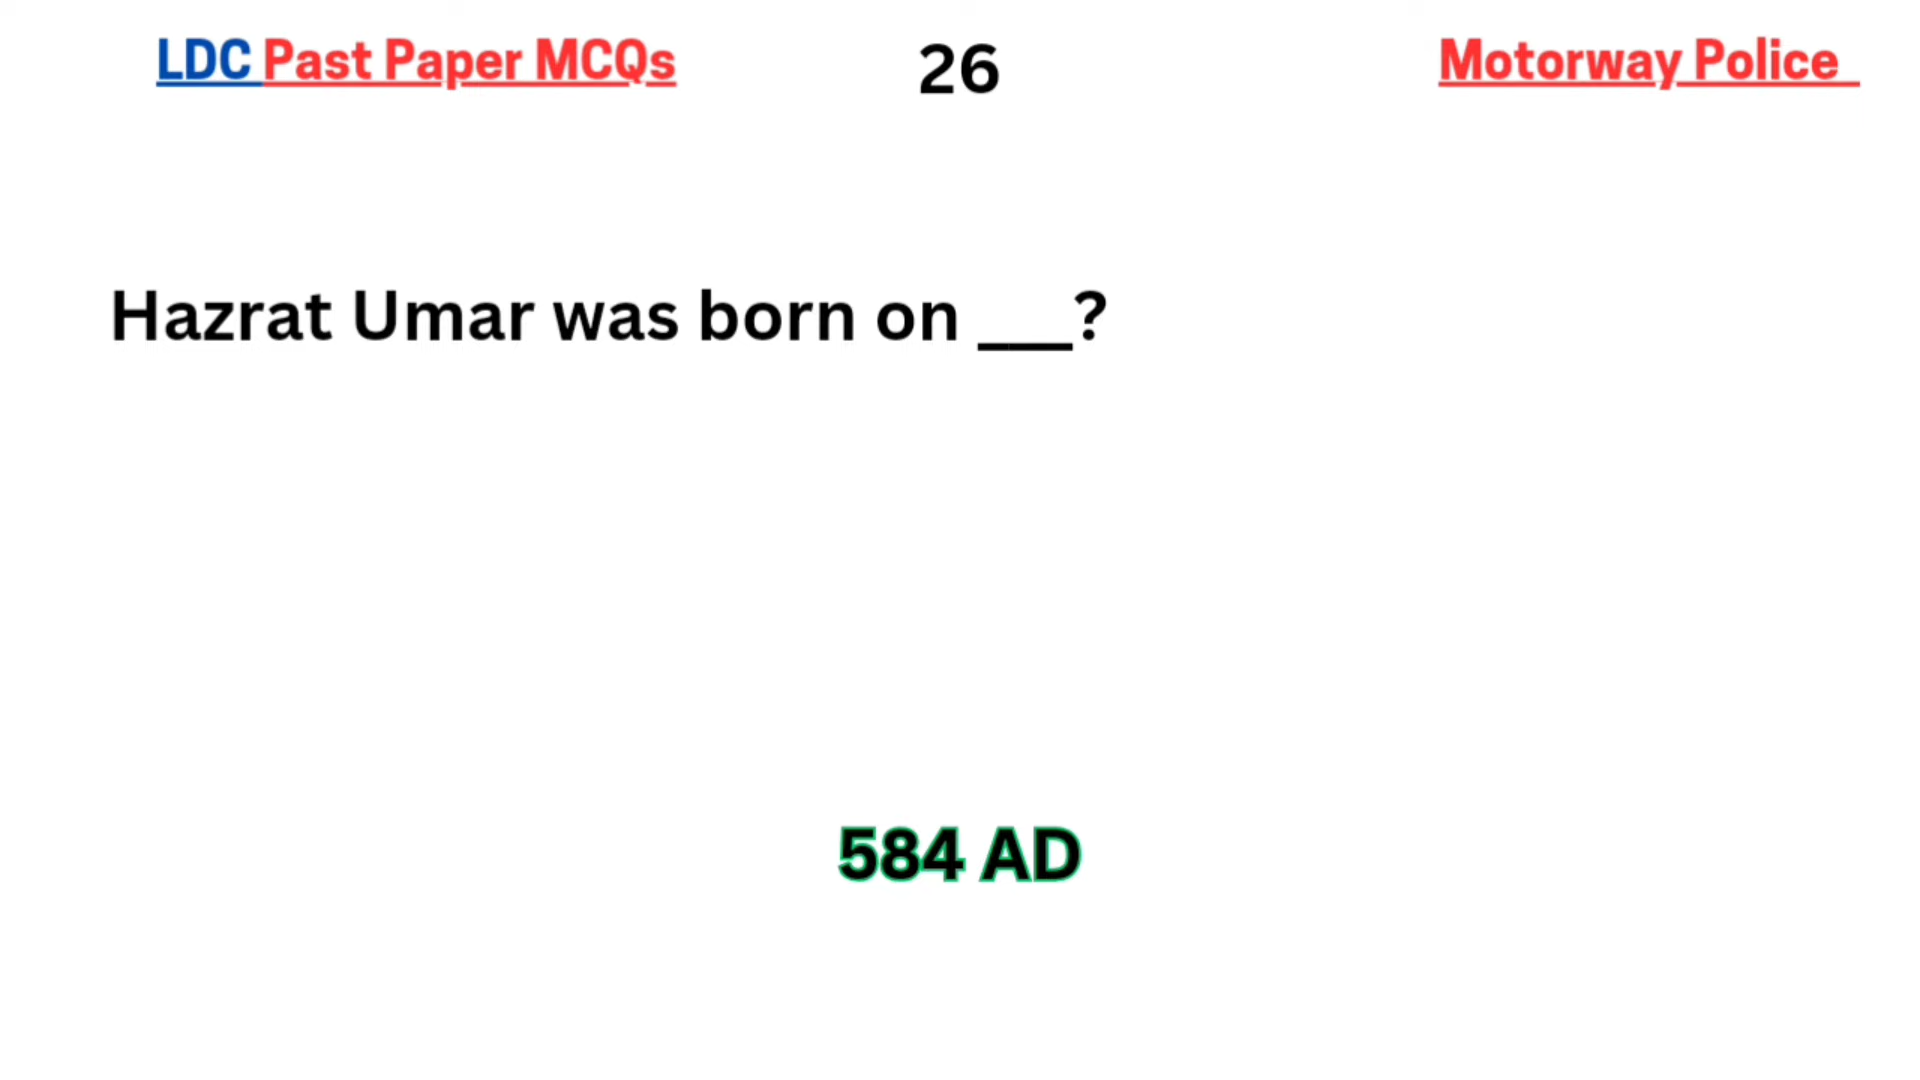 LDC Past Paper MCQs
26
Motorway Police
Hazrat Umar was born on ___?
584 AD